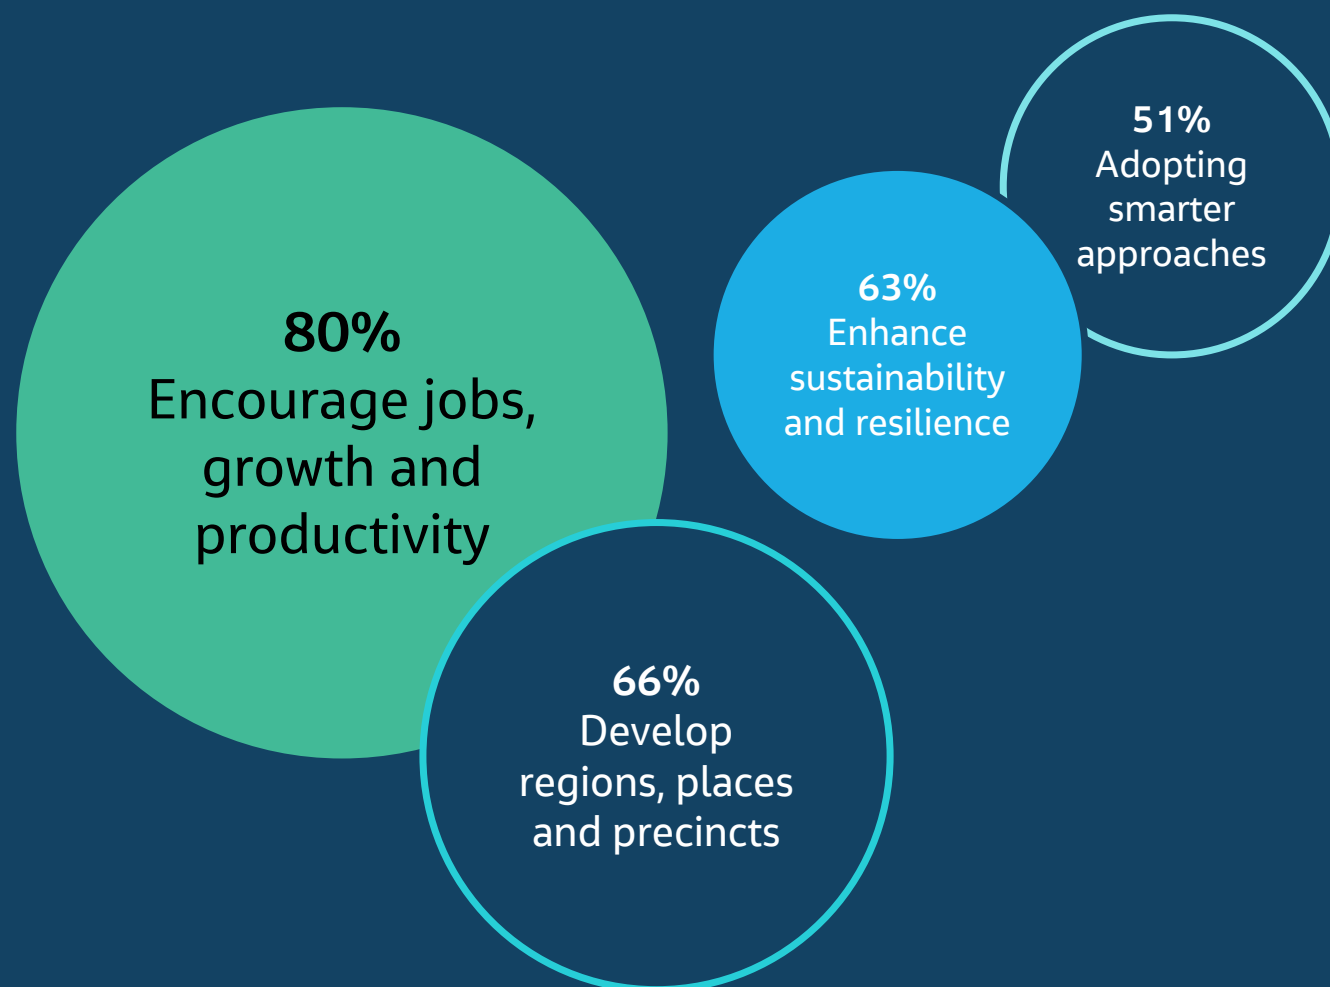 80%
Encourage jobs,
growth and
productivity
66%
Develop
regions, places
and precincts
63%
Enhance
sustainability
and resilience
51%
Adopting
smarter
approaches